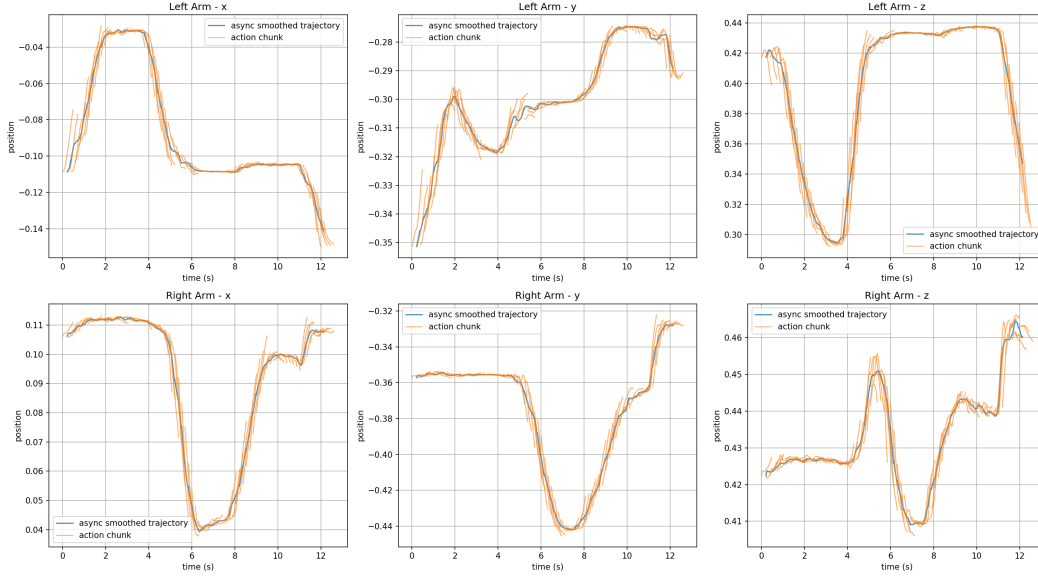 Left Arm - x
async smoothed trajectory
action chunk
−0.04
−0.06
−0.08
−0.10
−0.12
−0.14
position
0 2 4 6 8 10 12
time (s)
Left Arm - y
async smoothed trajectory
action chunk
−0.28
−0.29
−0.30
−0.31
−0.32
−0.33
−0.34
−0.35
position
0 2 4 6 8 10 12
time (s)
Left Arm - z
0.44
0.42
0.40
0.38
0.36
0.34
0.32
0.30
position
async smoothed trajectory
action chunk
0 2 4 6 8 10 12
time (s)
Right Arm - x
0.11
0.10
0.09
0.08
0.07
0.06
0.05
0.04
position
async smoothed trajectory
action chunk
0 2 4 6 8 10 12
time (s)
Right Arm - y
async smoothed trajectory
action chunk
−0.32
−0.34
−0.36
−0.38
−0.40
−0.42
−0.44
position
0 2 4 6 8 10 12
time (s)
Right Arm - z
async smoothed trajectory
action chunk
0.46
0.45
0.44
0.43
0.42
0.41
position
0 2 4 6 8 10 12
time (s)